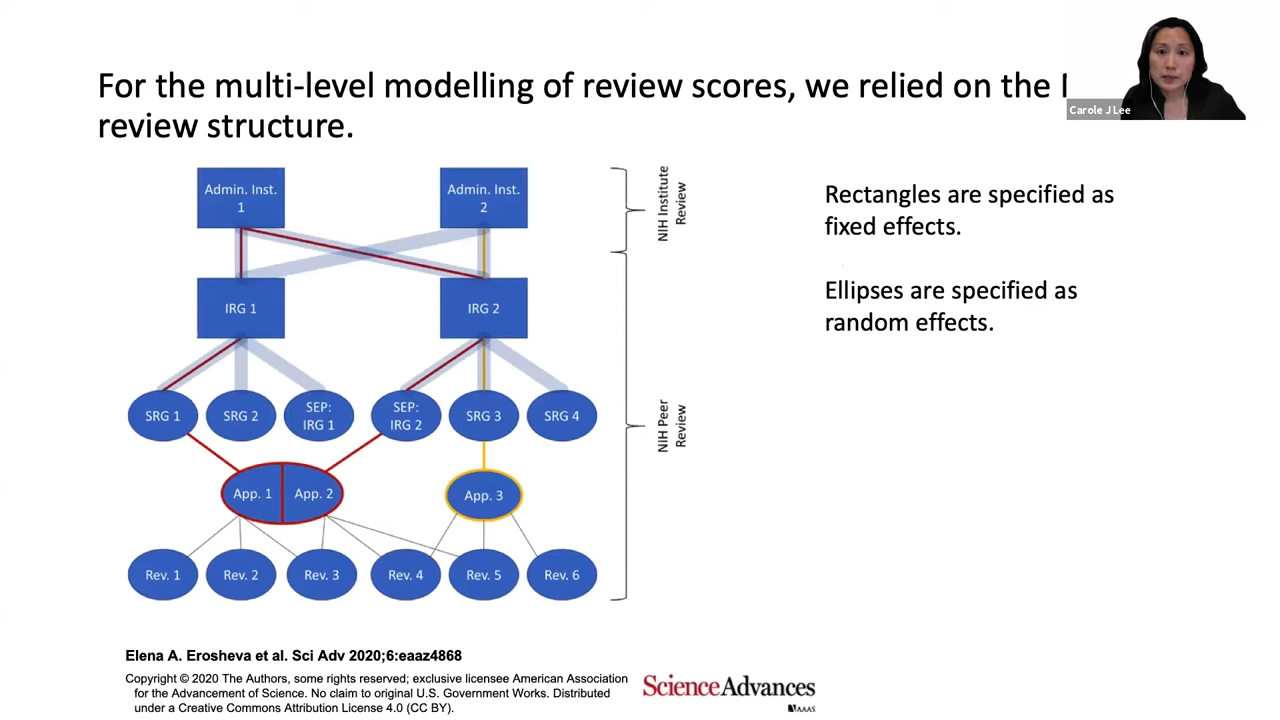 For the multi-level modelling of review scores, we relied on the
review structure.
Carole J Lee
Admin. Inst.
1
Admin. Inst.
2
NIH Institute
Review
Rectangles are specified as
fixed effects.
Ellipses are specified as
random effects.
IRG 1
IRG 2
SRG 1
SRG 2
SEP:
IRG 1
SEP:
IRG 2
SRG 3
SRG 4
NIH Peer
Review
App. 1
App. 2
App. 3
Rev. 1
Rev. 2
Rev. 3
Rev. 4
Rev. 5
Rev. 6
Elena A. Erosheva et al. Sci Adv 2020;6:eaaz4868
Copyright © 2020 The Authors, some rights reserved; exclusive licensee American Association
for the Advancement of Science. No claim to original U.S. Government Works. Distributed
under a Creative Commons Attribution License 4.0 (CC BY).
ScienceAdvances
AAAS